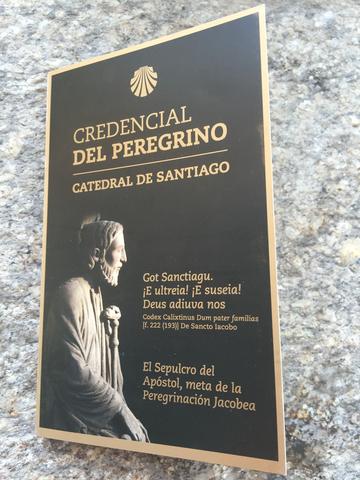 CREDENCIAL
DEL PEREGRINO
CATEDRAL DE SANTIAGO
Got Sanctiagu.
¡E ultreia! ¡E suseia!
Deus adiuva nos
Codex Calixtinus Dum pater familias
[f. 222 (193)] De Sancto Iacobo
El Sepulcro del
Apóstol, meta de la
Peregrinación Jacobea